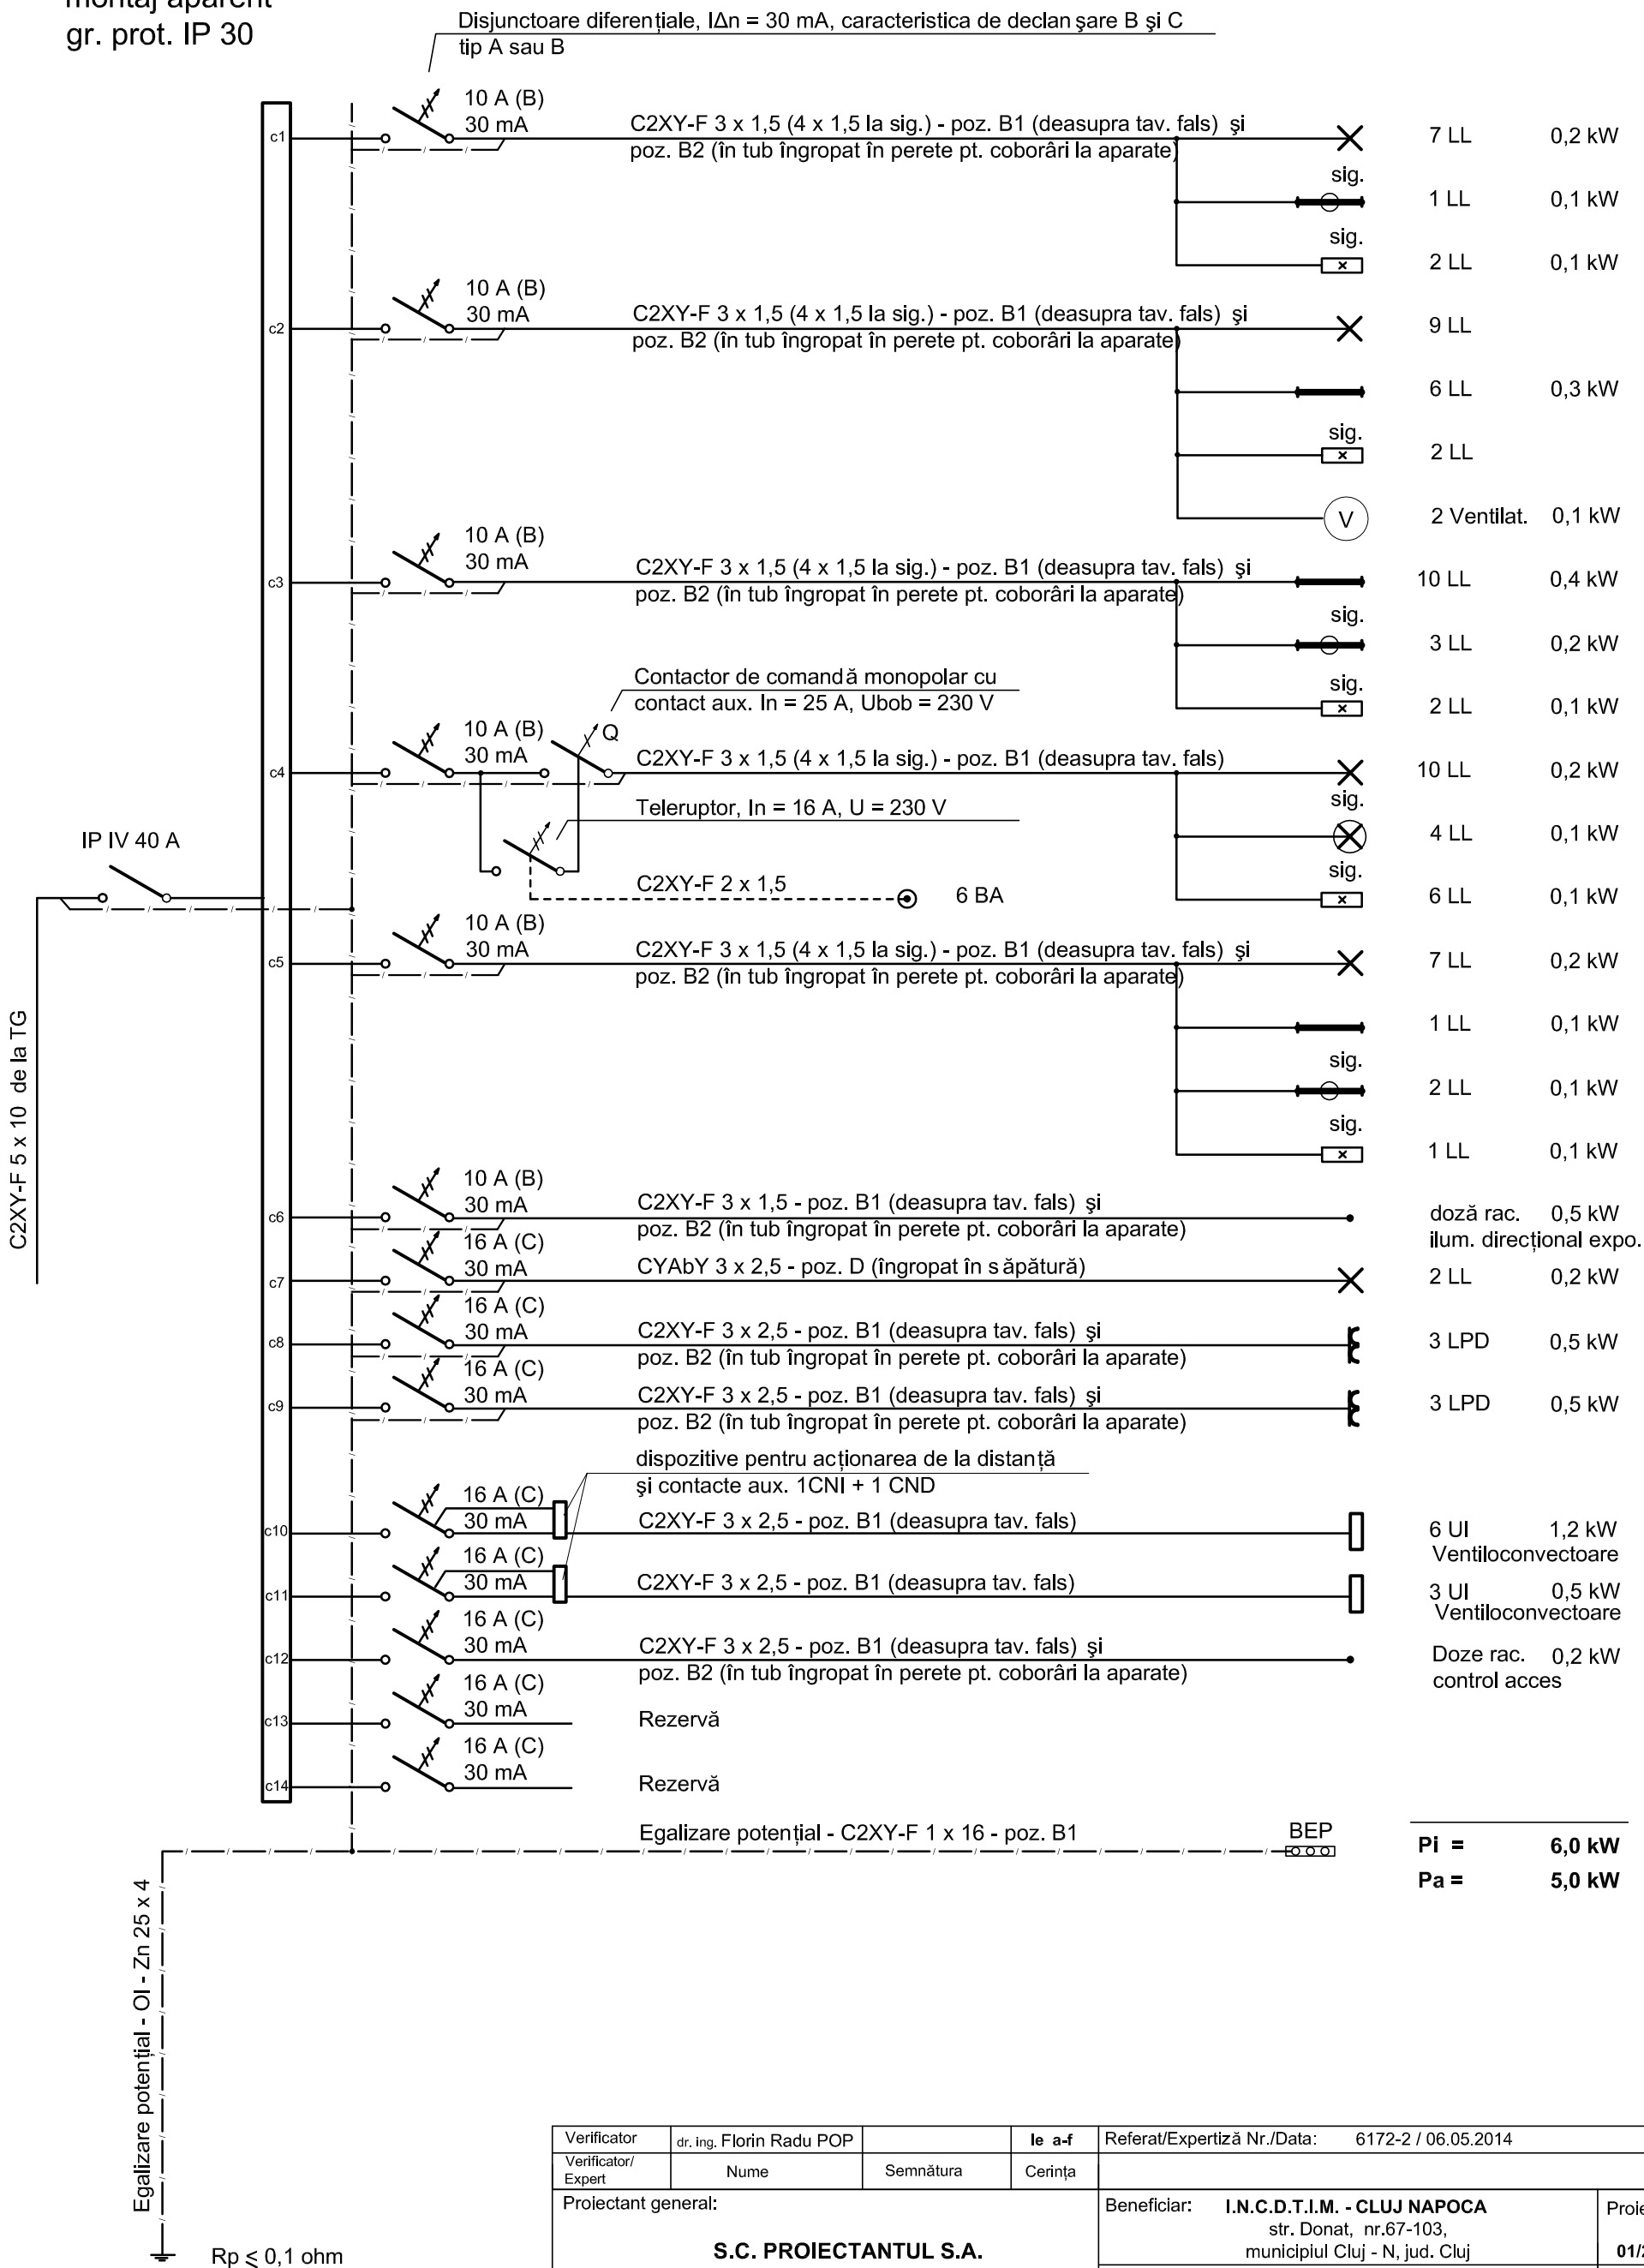 montaj aparent
gr. prot. IP 30
Disjunctoare diferențiale, I∆n = 30 mA, caracteristica de declanșare B și C
tip A sau B
c1
10 A (B)
30 mA
C2XY-F 3 x 1,5 (4 x 1,5 la sig.) - poz. B1 (deasupra tav. fals) și
poz. B2 (în tub îngropat în perete pt. coborâri la aparate)
7 LL 0,2 kW
sig.
1 LL 0,1 kW
sig.
2 LL 0,1 kW
c2
10 A (B)
30 mA
C2XY-F 3 x 1,5 (4 x 1,5 la sig.) - poz. B1 (deasupra tav. fals) și
poz. B2 (în tub îngropat în perete pt. coborâri la aparate)
9 LL
6 LL 0,3 kW
sig.
2 LL
V
2 Ventilat. 0,1 kW
c3
10 A (B)
30 mA
C2XY-F 3 x 1,5 (4 x 1,5 la sig.) - poz. B1 (deasupra tav. fals) și
poz. B2 (în tub îngropat în perete pt. coborâri la aparate)
10 LL 0,4 kW
sig.
3 LL 0,2 kW
sig.
2 LL 0,1 kW
Contactor de comandă monopolar cu
contact aux. In = 25 A, Ubob = 230 V
c4
10 A (B)
30 mA
Q
C2XY-F 3 x 1,5 (4 x 1,5 la sig.) - poz. B1 (deasupra tav. fals)
10 LL 0,2 kW
sig.
4 LL 0,1 kW
sig.
6 LL 0,1 kW
Teleruptor, In = 16 A, U = 230 V
C2XY-F 2 x 1,5
6 BA
IP IV 40 A
C2XY-F 5 x 10 de la TG
c5
10 A (B)
30 mA
C2XY-F 3 x 1,5 (4 x 1,5 la sig.) - poz. B1 (deasupra tav. fals) și
poz. B2 (în tub îngropat în perete pt. coborâri la aparate)
7 LL 0,2 kW
1 LL 0,1 kW
sig.
2 LL 0,1 kW
sig.
1 LL 0,1 kW
c6
10 A (B)
30 mA
C2XY-F 3 x 1,5 - poz. B1 (deasupra tav. fals) și
poz. B2 (în tub îngropat în perete pt. coborâri la aparate)
doză rac. 0,5 kW
ilum. direcțional expo.
c7
16 A (C)
30 mA
CYAbY 3 x 2,5 - poz. D (îngropat în săpătură)
2 LL 0,2 kW
c8
16 A (C)
30 mA
C2XY-F 3 x 2,5 - poz. B1 (deasupra tav. fals) și
poz. B2 (în tub îngropat în perete pt. coborâri la aparate)
3 LPD 0,5 kW
c9
16 A (C)
30 mA
C2XY-F 3 x 2,5 - poz. B1 (deasupra tav. fals) și
poz. B2 (în tub îngropat în perete pt. coborâri la aparate)
3 LPD 0,5 kW
dispozitive pentru acționarea de la distanță
și contacte aux. 1CNI + 1 CND
c10
16 A (C)
30 mA
C2XY-F 3 x 2,5 - poz. B1 (deasupra tav. fals)
6 UI 1,2 kW
Ventiloconvectoare
c11
16 A (C)
30 mA
C2XY-F 3 x 2,5 - poz. B1 (deasupra tav. fals)
3 UI 0,5 kW
Ventiloconvectoare
c12
16 A (C)
30 mA
C2XY-F 3 x 2,5 - poz. B1 (deasupra tav. fals) și
poz. B2 (în tub îngropat în perete pt. coborâri la aparate)
Doze rac. 0,2 kW
control acces
c13
16 A (C)
30 mA
Rezervă
c14
16 A (C)
30 mA
Rezervă
Egalizare potențial - C2XY-F 1 x 16 - poz. B1
BEP
Pi = 6,0 kW
Pa = 5,0 kW
Egalizare potențial - Ol - Zn 25 x 4
Rp ≤ 0,1 ohm
Verificator dr. ing. Florin Radu POP Ie a-f Referat/Expertiză Nr./Data: 6172-2 / 06.05.2014
Verificator/
Expert Nume Semnătura Cerința
Proiectant general:
S.C. PROIECTANTUL S.A.
Beneficiar: I.N.C.D.T.I.M. - CLUJ NAPOCA
str. Donat, nr.67-103,
municipiul Cluj - N, jud. Cluj